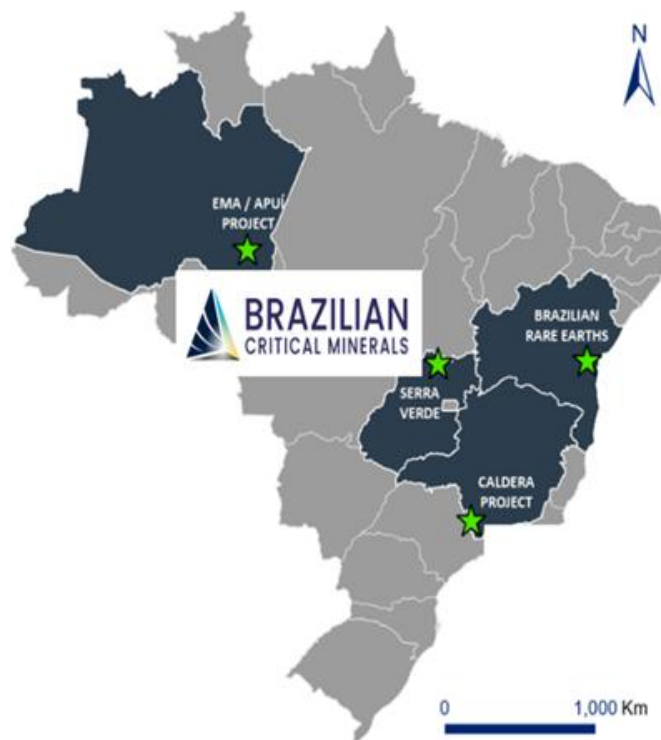 N
EMA / APUÍ
PROJECT
BRAZILIAN
CRITICAL MINERALS
BRAZILIAN
RARE EARTHS
SERRA
VERDE
CALDERA
PROJECT
0
1,000 Km